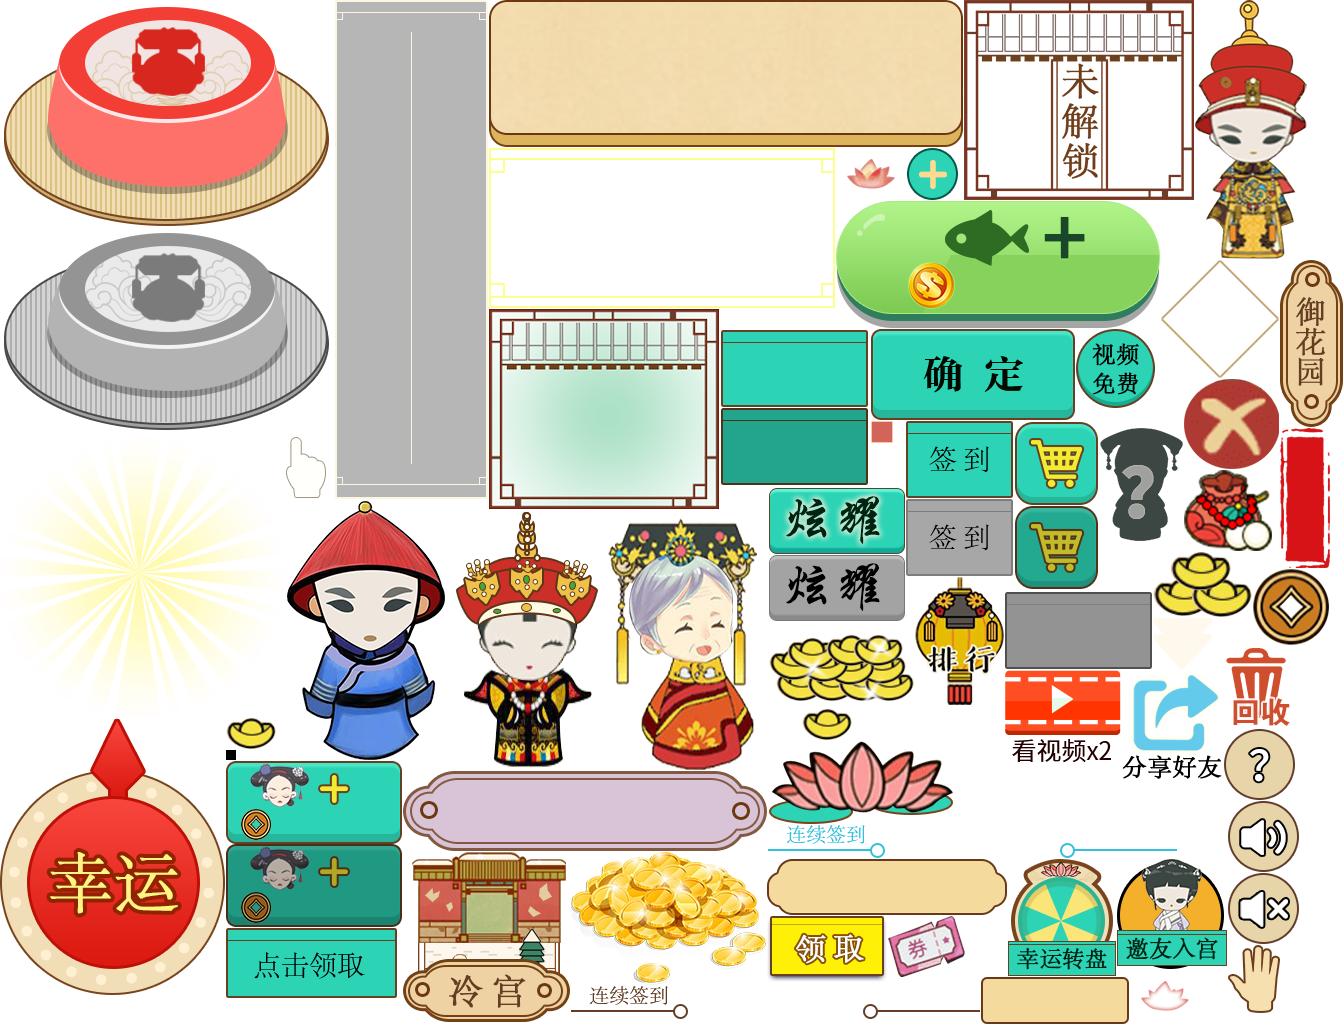 未解锁
御花园
确 定
视频
免费
签 到
签 到
炫 耀
炫 耀
排 行
看视频x2
分享好友
回收
幸运
点击领取
冷 宫
连续签到
连续签到
领 取
券
幸运转盘
邀友入宫